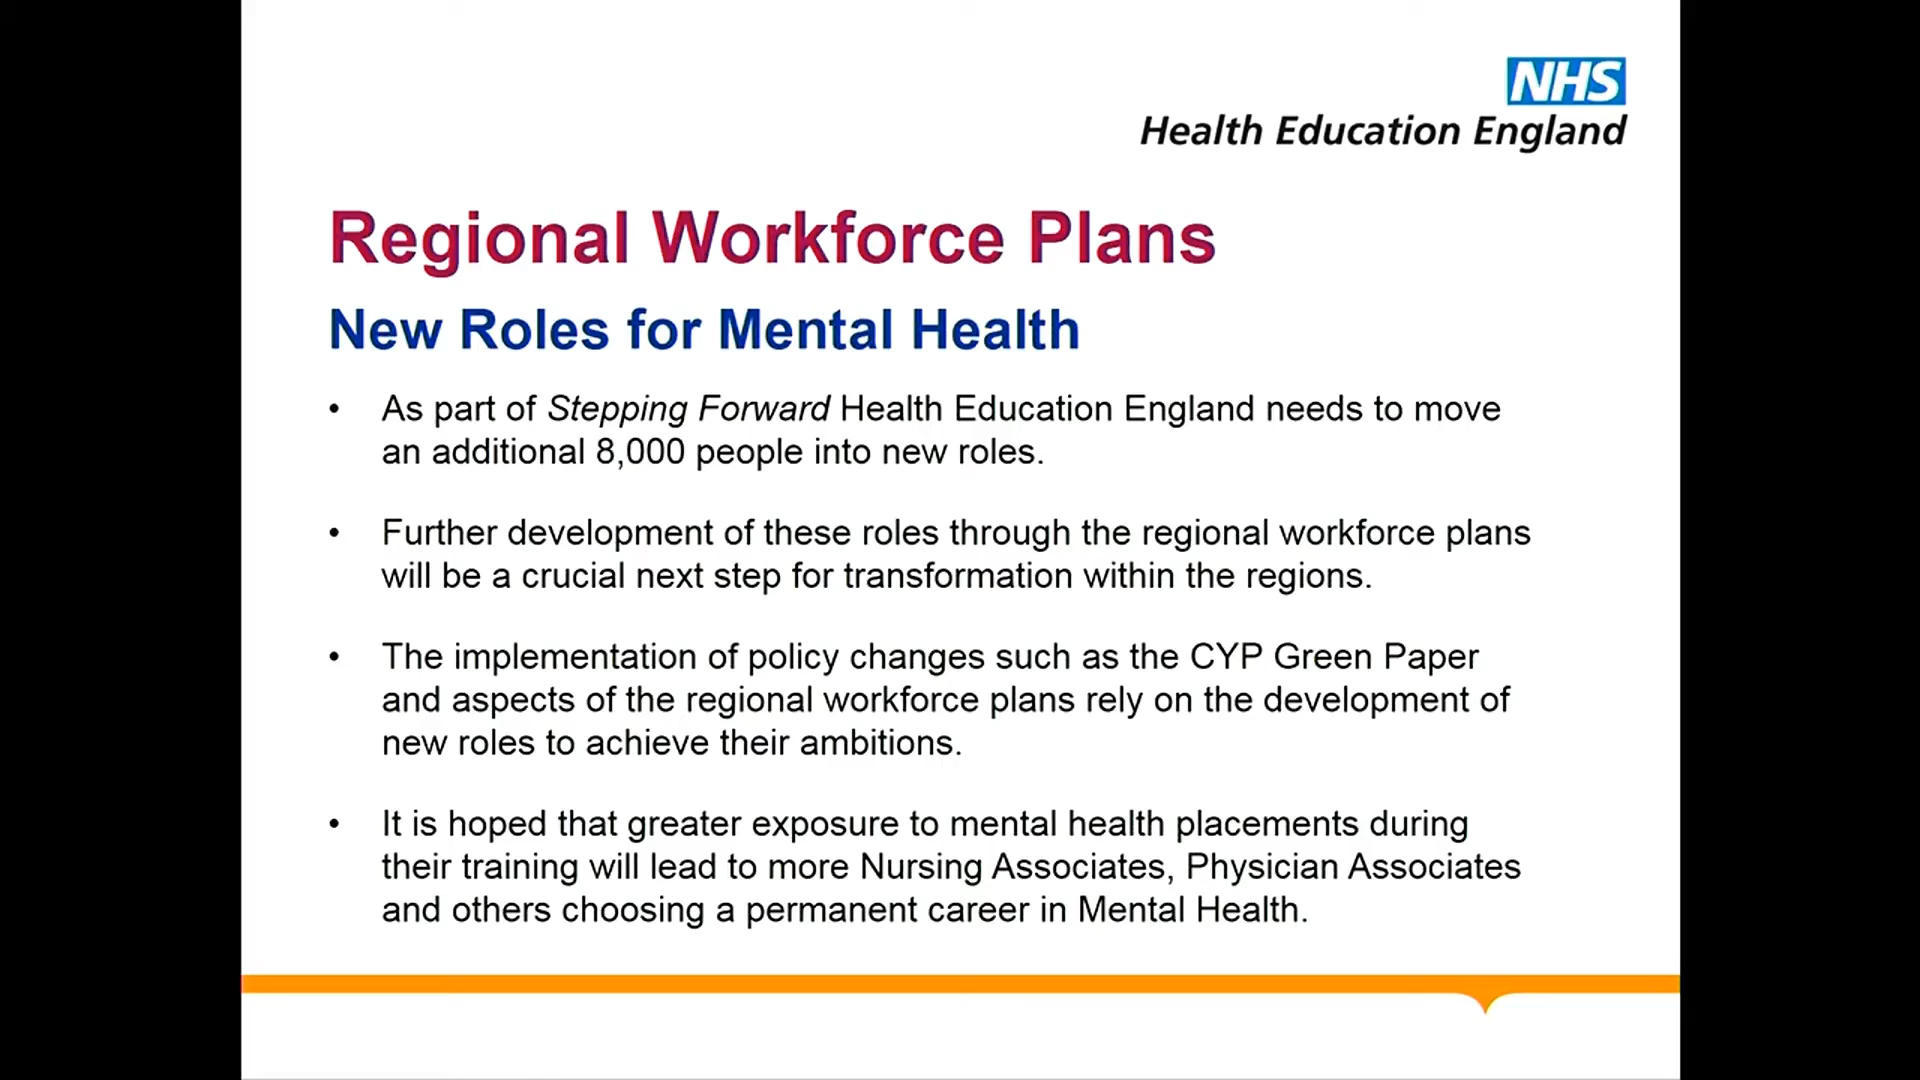 NHS
Health Education England
Regional Workforce Plans
New Roles for Mental Health
• As part of Stepping Forward Health Education England needs to move
an additional 8,000 people into new roles.
• Further development of these roles through the regional workforce plans
will be a crucial next step for transformation within the regions.
• The implementation of policy changes such as the CYP Green Paper
and aspects of the regional workforce plans rely on the development of
new roles to achieve their ambitions.
• It is hoped that greater exposure to mental health placements during
their training will lead to more Nursing Associates, Physician Associates
and others choosing a permanent career in Mental Health.